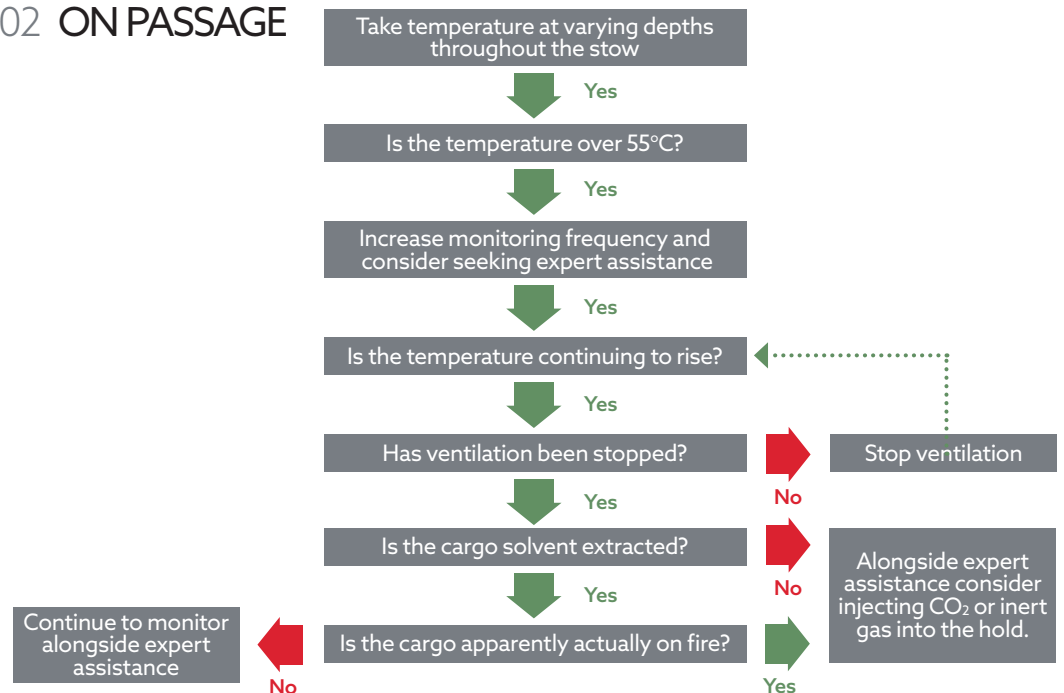 02 ON PASSAGE
Take temperature at varying depths
throughout the stow
Yes
Is the temperature over 55°C?
Yes
Increase monitoring frequency and
consider seeking expert assistance
Yes
Is the temperature continuing to rise?
Yes
Has ventilation been stopped?
No
Stop ventilation
Yes
Is the cargo solvent extracted?
No
Alongside expert
assistance consider
injecting CO₂ or inert
gas into the hold.
Yes
Is the cargo apparently actually on fire?
Yes
No
Continue to monitor
alongside expert
assistance